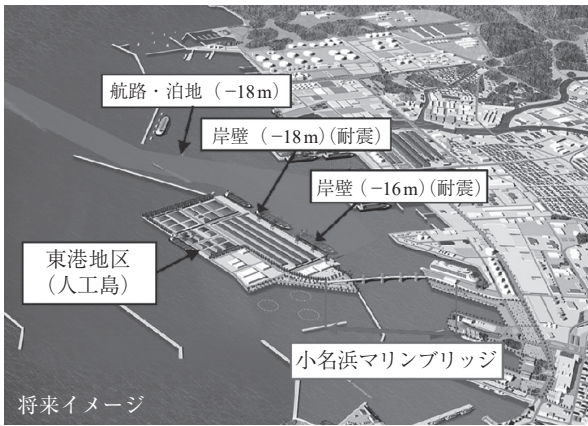 航路・泊地（−18m）
岸壁（−18m）（耐震）
岸壁（−16m）（耐震）
東港地区
（人工島）
小名浜マリンブリッジ
将来イメージ